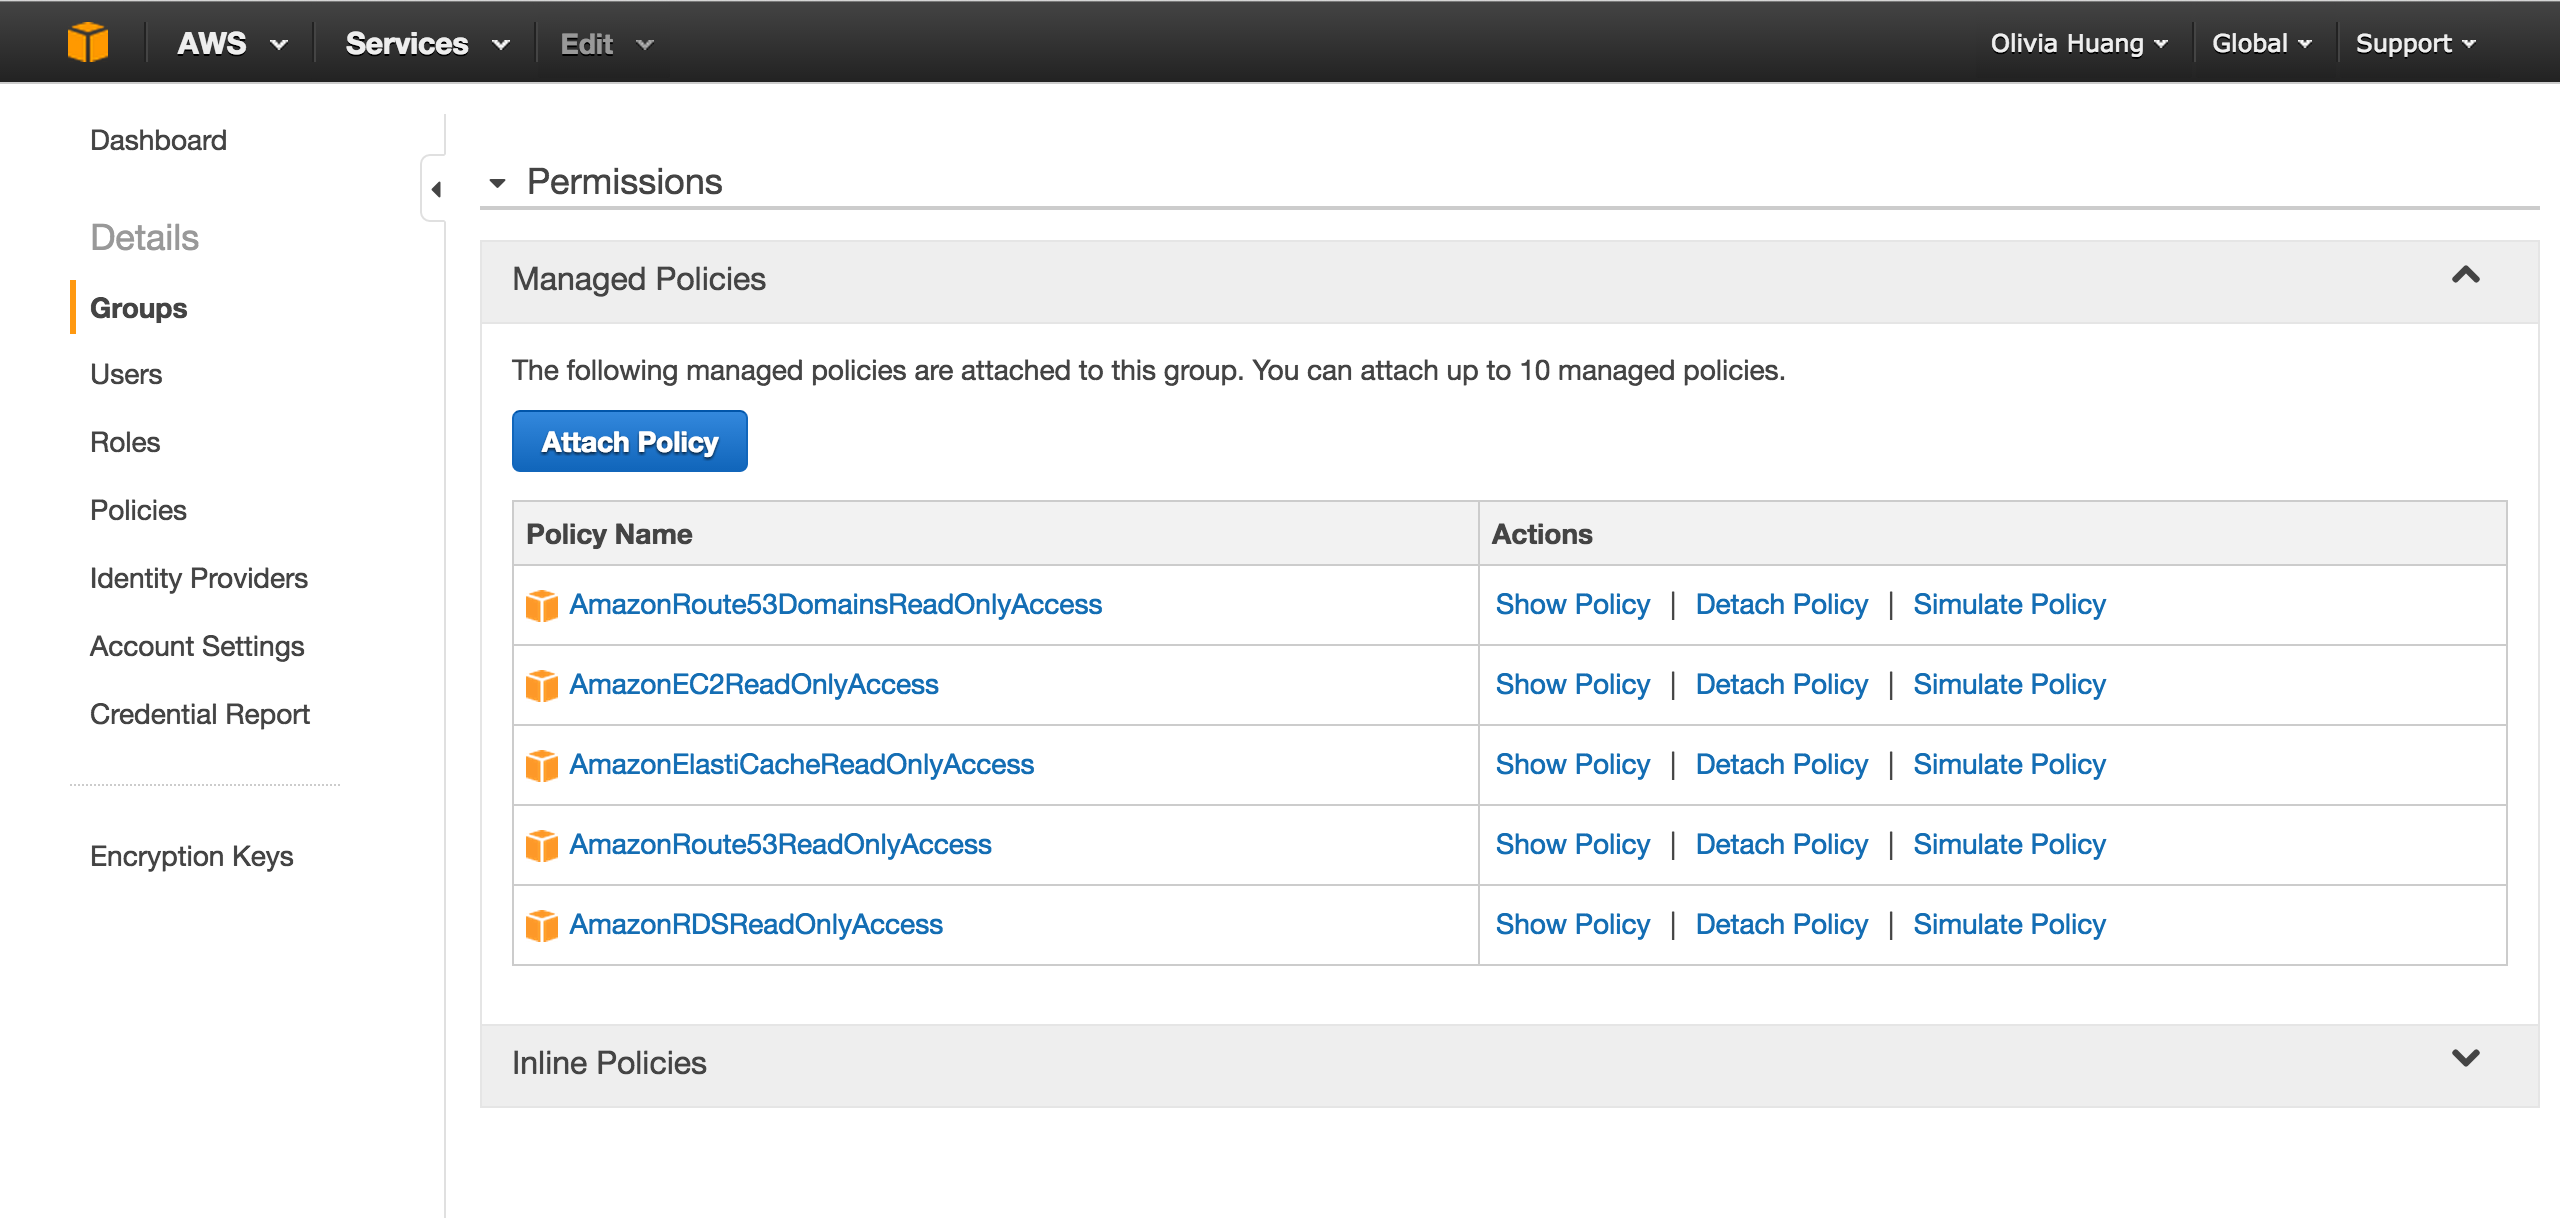 AWS Services Edit Olivia Huang Global Support
Dashboard
Details
Groups
Users
Roles
Policies
Identity Providers
Account Settings
Credential Report
Encryption Keys
Permissions
Managed Policies
The following managed policies are attached to this group. You can attach up to 10 managed policies.
Attach Policy
Policy Name Actions
AmazonRoute53DomainsReadOnlyAccess Show Policy | Detach Policy | Simulate Policy
AmazonEC2ReadOnlyAccess Show Policy | Detach Policy | Simulate Policy
AmazonElastiCacheReadOnlyAccess Show Policy | Detach Policy | Simulate Policy
AmazonRoute53ReadOnlyAccess Show Policy | Detach Policy | Simulate Policy
AmazonRDSReadOnlyAccess Show Policy | Detach Policy | Simulate Policy
Inline Policies